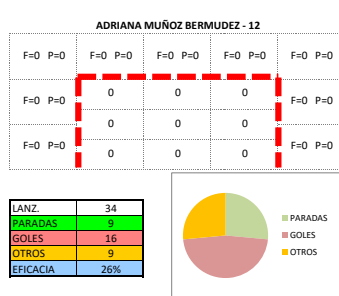 ADRIANA MUÑOZ BERMUDEZ - 12
F=0 P=0 F=0 P=0 F=0 P=0 F=0 P=0 F=0 P=0
F=0 P=0 0 0 0 F=0 P=0
0 0 0
F=0 P=0 0 0 0 F=0 P=0
LANZ. 34
PARADAS 9
GOLES 16
OTROS 9
EFICACIA 26%
PARADAS
GOLES
OTROS